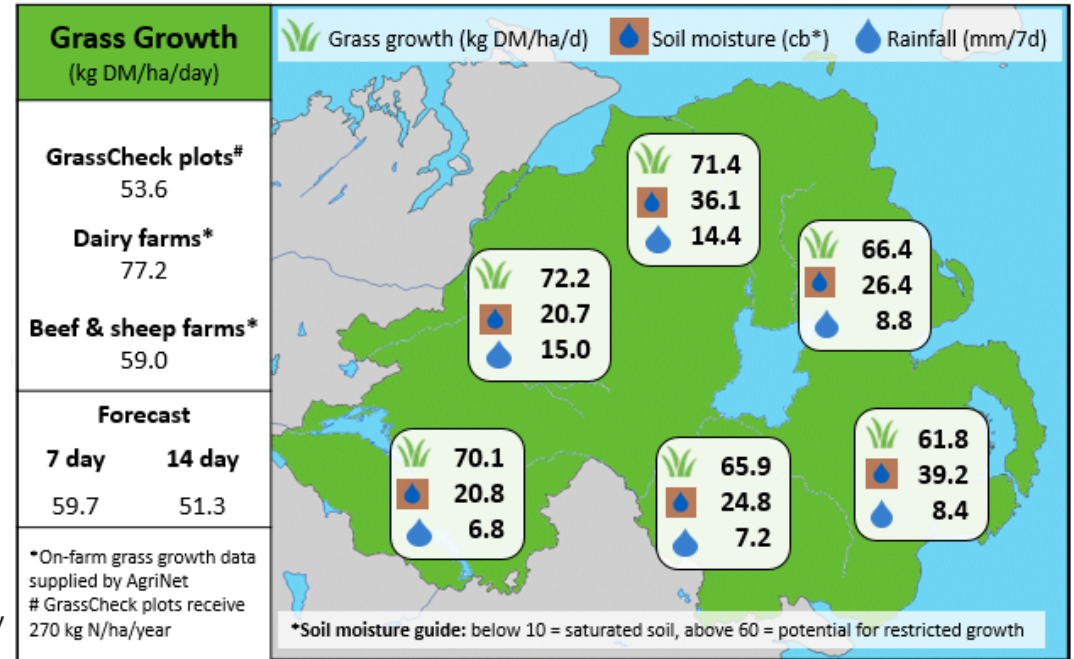 Grass Growth
(kg DM/ha/day)
GrassCheck plots#
53.6
Dairy farms*
77.2
Beef & sheep farms*
59.0
Forecast
7 day 14 day
59.7 51.3
*On-farm grass growth data
supplied by AgriNet
# GrassCheck plots receive
270 kg N/ha/year
Grass growth (kg DM/ha/d) Soil moisture (cb*) Rainfall (mm/7d)
71.4
36.1
14.4
66.4
26.4
8.8
72.2
20.7
15.0
70.1
20.8
6.8
65.9
24.8
7.2
61.8
39.2
8.4
*Soil moisture guide: below 10 = saturated soil, above 60 = potential for restricted growth